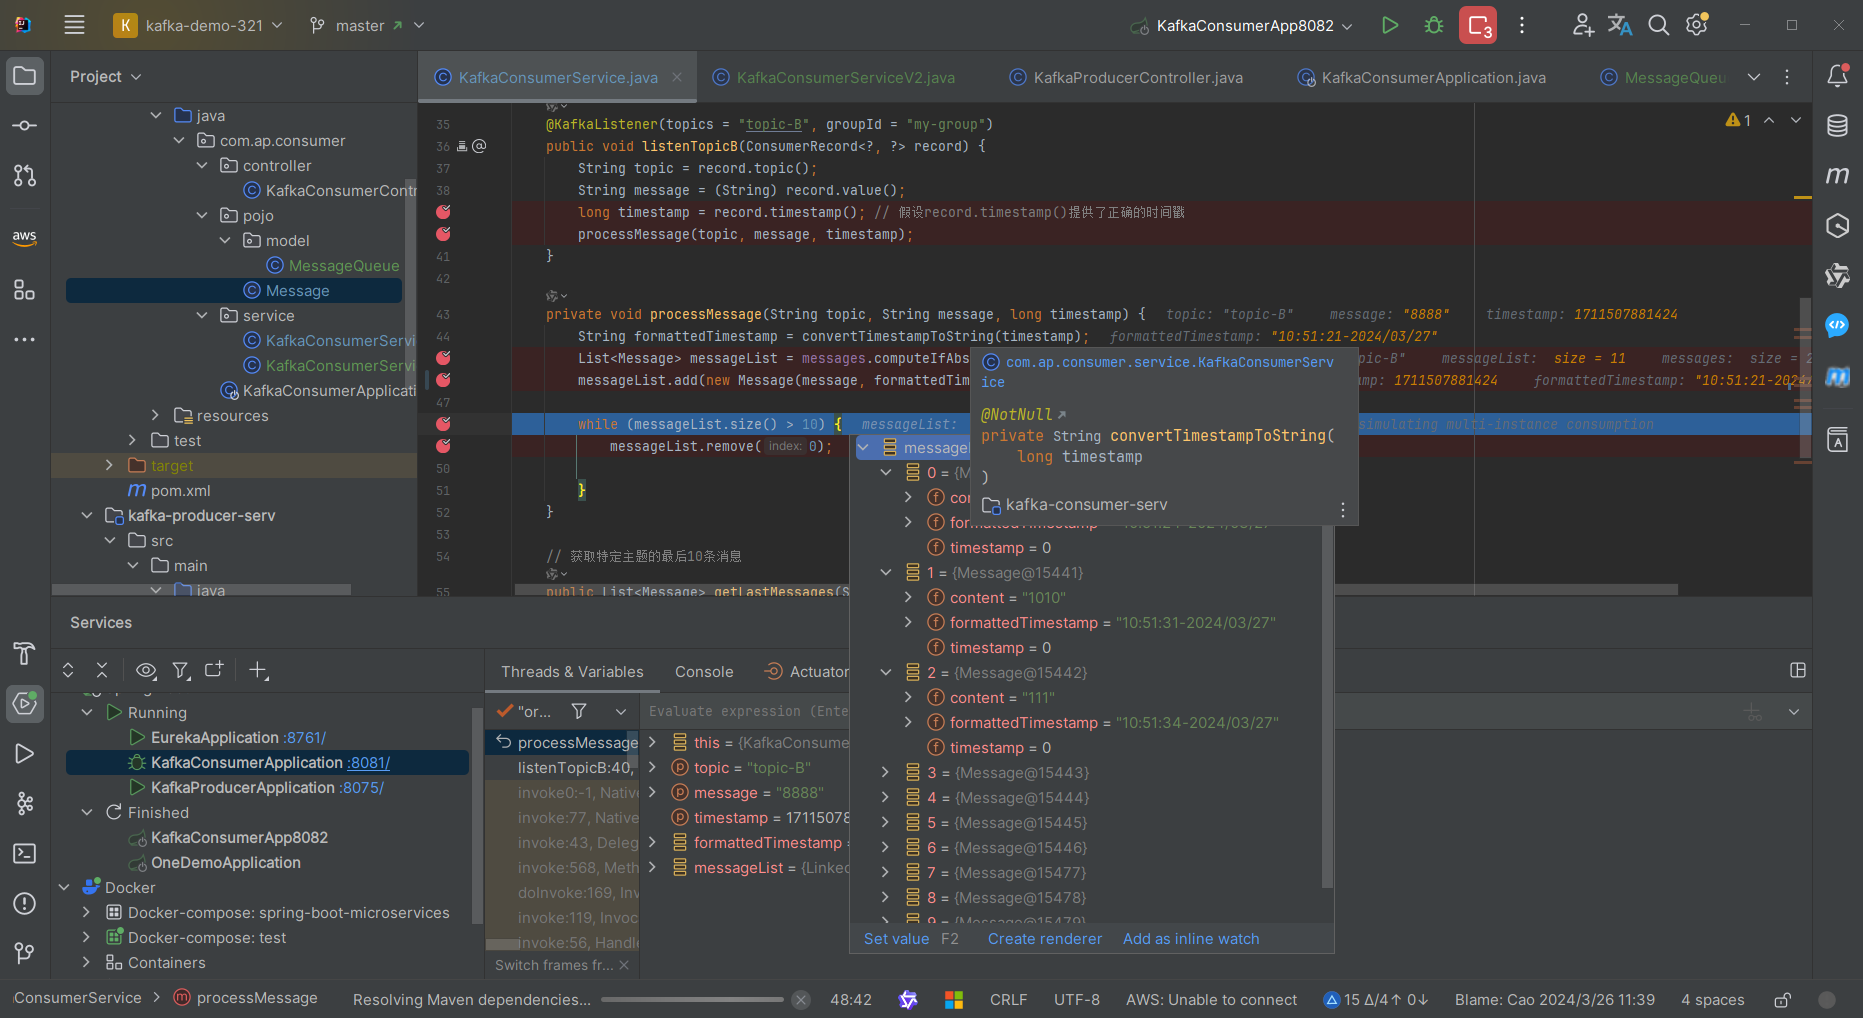 K kafka-demo-321 master
KafkaConsumerApp8082
3
Project
KafkaConsumerService.java
KafkaConsumerServiceV2.java
KafkaProducerController.java
KafkaConsumerApplication.java
MessageQueu
java
com.ap.consumer
controller
KafkaConsumerContr
pojo
model
MessageQueue
Message
service
KafkaConsumerServi
KafkaConsumerServi
KafkaConsumerApplicati
resources
test
target
pom.xml
kafka-producer-serv
src
main
java
aws
1
35 @KafkaListener(topics = "topic-B", groupId = "my-group")
36 public void listenTopicB(ConsumerRecord<?, ?> record) {
37 String topic = record.topic();
38 String message = (String) record.value();
long timestamp = record.timestamp(); // 假设record.timestamp()提供了正确的时间戳
processMessage(topic, message, timestamp);
41 }
42
43 private void processMessage(String topic, String message, long timestamp) { topic: "topic-B" message: "8888" timestamp: 1711507881424
44 String formattedTimestamp = convertTimestampToString(timestamp); formattedTimestamp: "10:51:21-2024/03/27"
List<Message> messageList = messages.computeIfAbs pic-B" messageList: size = 11 messages: size = 2
messageList.add(new Message(message, formattedTim amp: 1711507881424 formattedTimestamp: "10:51:21-2024/
47
while (messageList.size() > 10) { messageList: simulating multi-instance consumption
messageList.remove( index: 0);
50
51 }
52 }
53
54 // 获取特定主题的最后10条消息
55 public List<Message> getLastMessages(S
com.ap.consumer.service.KafkaConsumerServ
ice
@NotNull
private String convertTimestampToString(
long timestamp
)
kafka-consumer-serv
messageL
0 = {M
con
formattedTimestamp = "10:51:24-2024/03/27"
timestamp = 0
1 = {Message@15441}
content = "1010"
formattedTimestamp = "10:51:31-2024/03/27"
timestamp = 0
2 = {Message@15442}
content = "111"
formattedTimestamp = "10:51:34-2024/03/27"
timestamp = 0
3 = {Message@15443}
4 = {Message@15444}
5 = {Message@15445}
6 = {Message@15446}
7 = {Message@15477}
8 = {Message@15478}
9 = {Message@15479}
Set value F2 Create renderer Add as inline watch
Services
Running
EurekaApplication :8761/
KafkaConsumerApplication :8081/
KafkaProducerApplication :8075/
Finished
KafkaConsumerApp8082
OneDemoApplication
Docker
Docker-compose: spring-boot-microservices
Docker-compose: test
Containers
Threads & Variables Console Actuator
"or...
Evaluate expression (Ente
processMessage
listenTopicB:40,
invoke0:-1, Native
invoke:77, Native
invoke:43, Deleg
invoke:568, Meth
doInvoke:169, Inv
invoke:119, Invoc
invoke:56, Handle
Switch frames fr...
this = {KafkaConsume
topic = "topic-B"
message = "8888"
timestamp = 17115078
formattedTimestamp =
messageList = {Linked
ConsumerService > processMessage
Resolving Maven dependencies...
48:42 CRLF UTF-8 AWS: Unable to connect 15 Δ/4↑ 0↓ Blame: Cao 2024/3/26 11:39 4 spaces